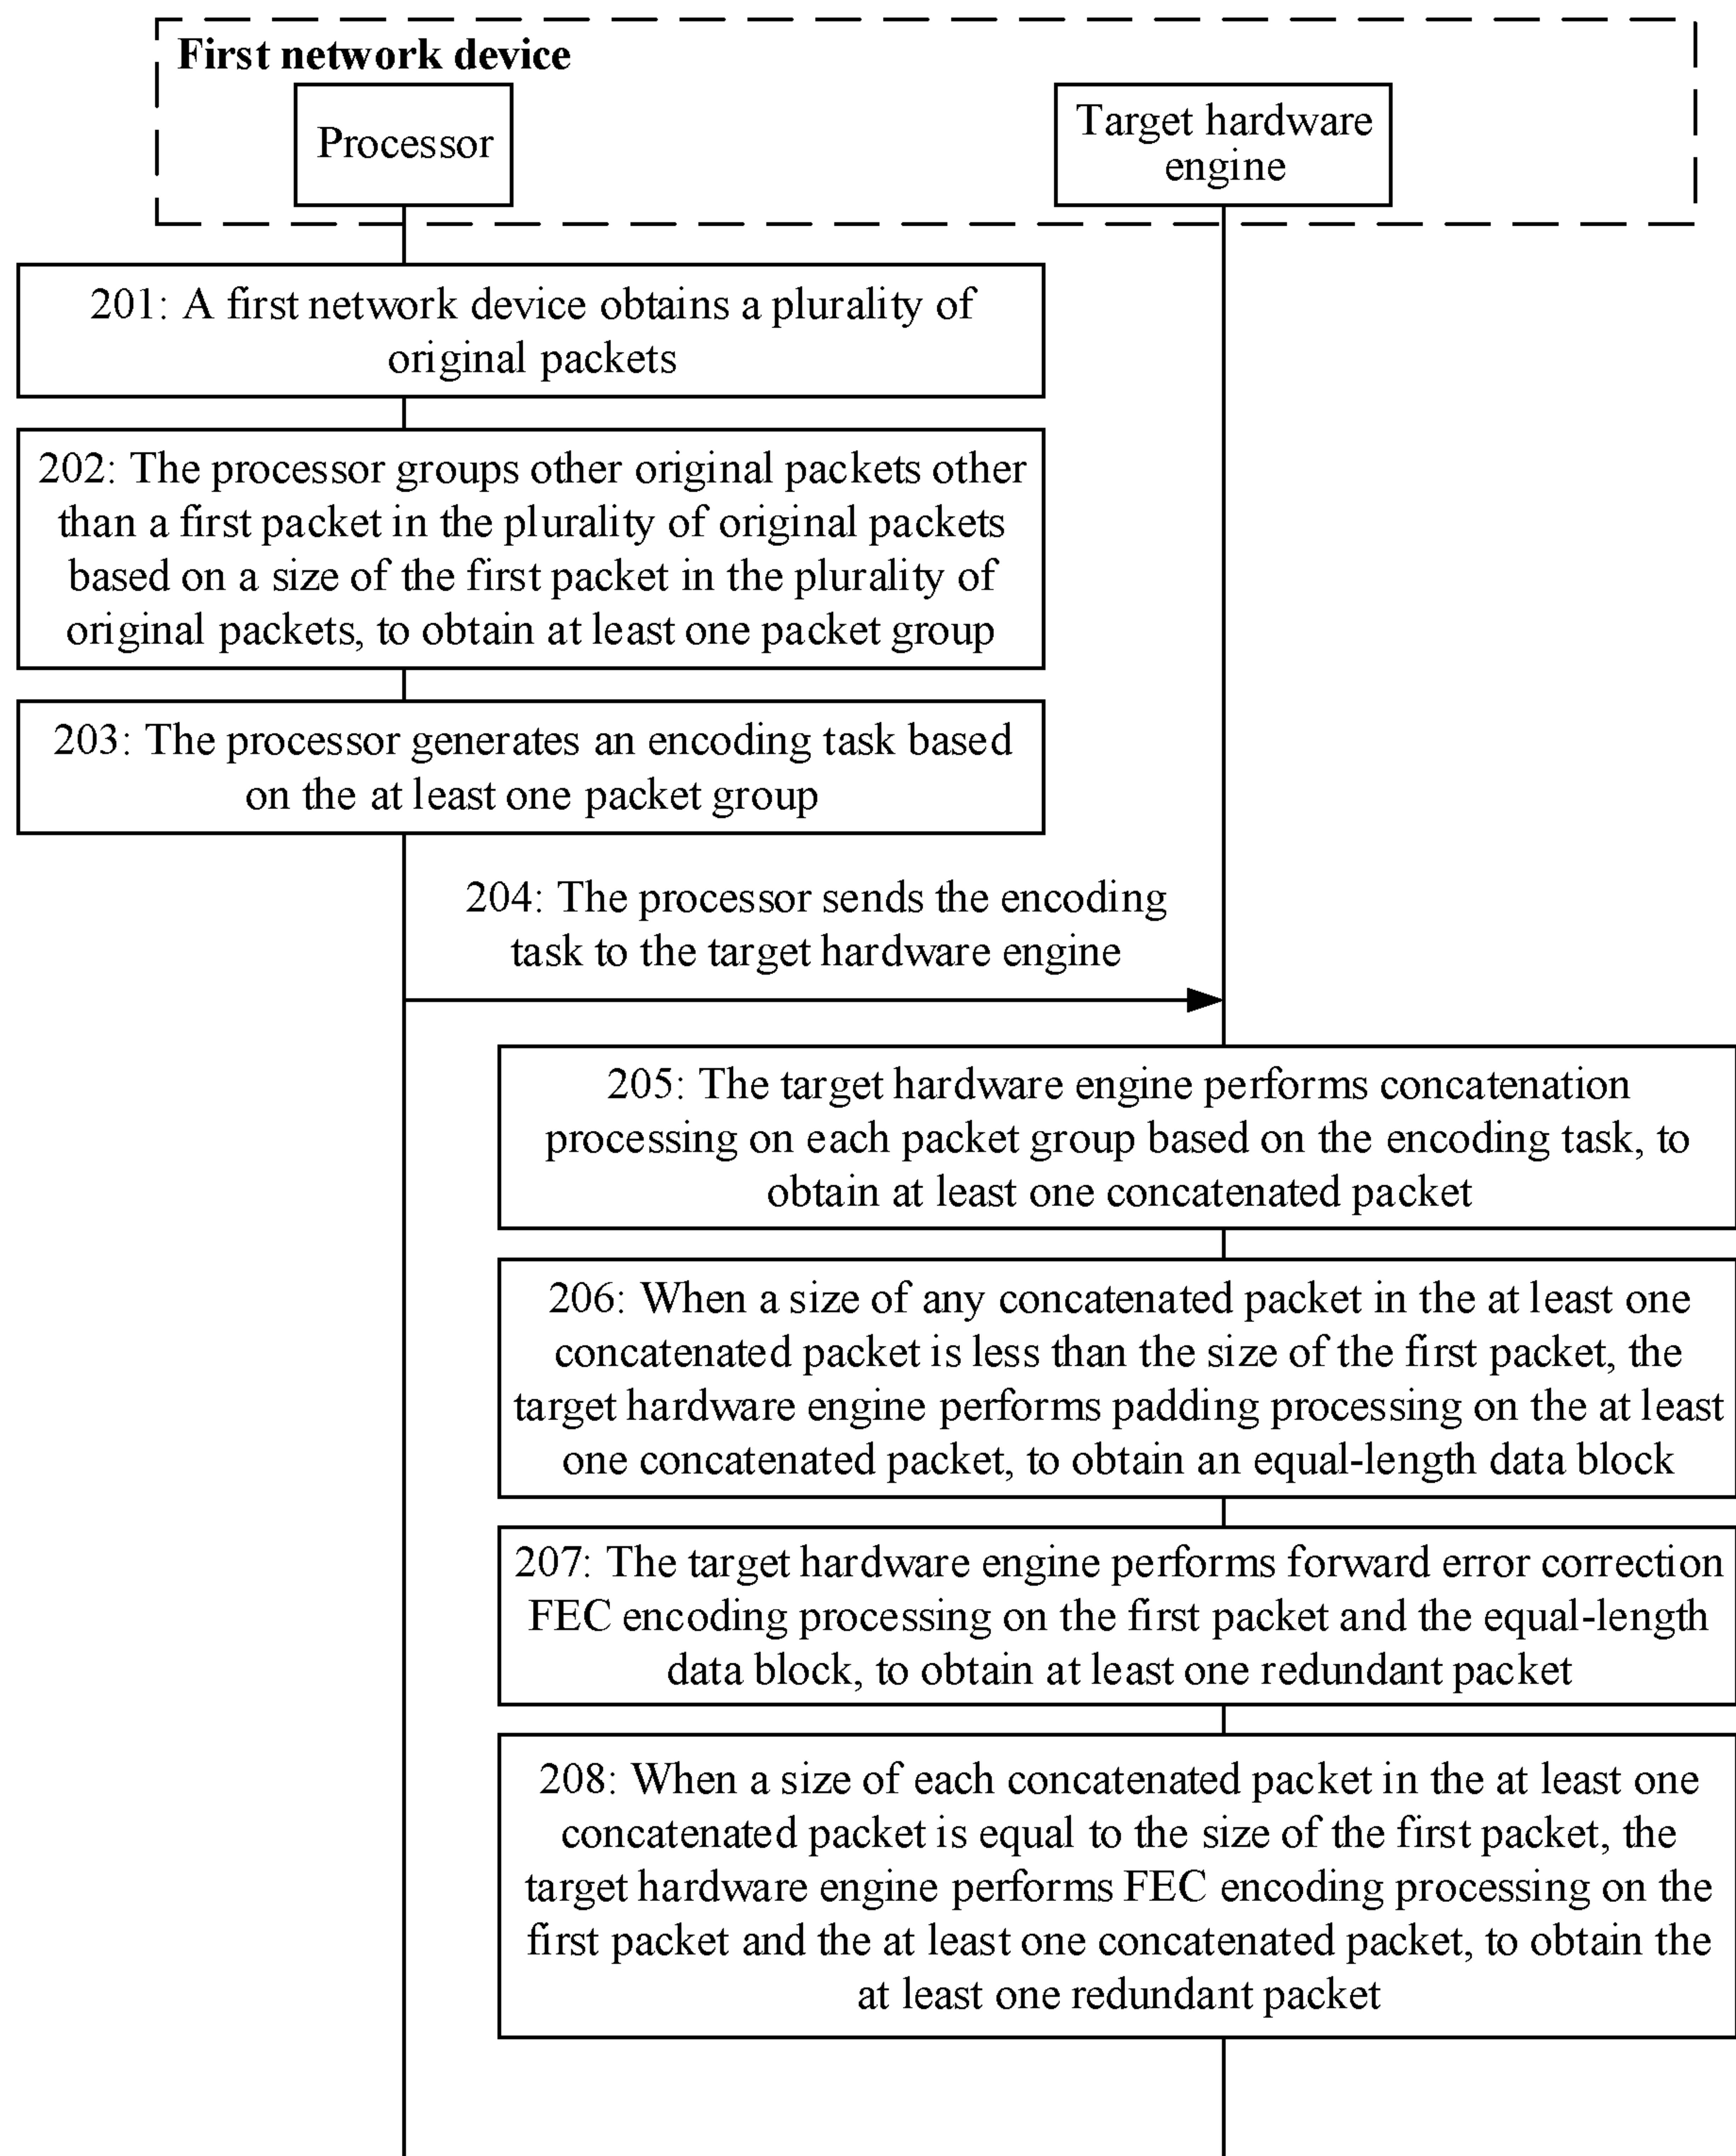 First network device
Processor
Target hardware
engine
201: A first network device obtains a plurality of
original packets
202: The processor groups other original packets other
than a first packet in the plurality of original packets
based on a size of the first packet in the plurality of
original packets, to obtain at least one packet group
203: The processor generates an encoding task based
on the at least one packet group
204: The processor sends the encoding
task to the target hardware engine
205: The target hardware engine performs concatenation
processing on each packet group based on the encoding task, to
obtain at least one concatenated packet
206: When a size of any concatenated packet in the at least one
concatenated packet is less than the size of the first packet, the
target hardware engine performs padding processing on the at least
one concatenated packet, to obtain an equal-length data block
207: The target hardware engine performs forward error correction
FEC encoding processing on the first packet and the equal-length
data block, to obtain at least one redundant packet
208: When a size of each concatenated packet in the at least one
concatenated packet is equal to the size of the first packet, the
target hardware engine performs FEC encoding processing on the
first packet and the at least one concatenated packet, to obtain the
at least one redundant packet